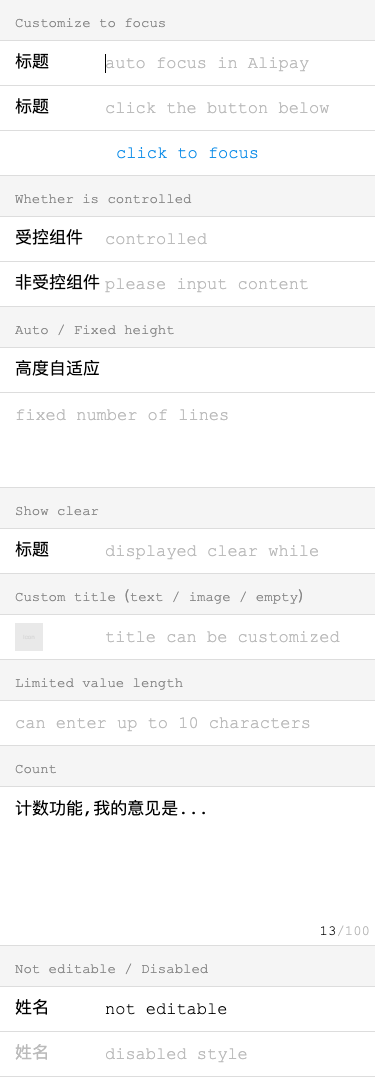 Customize to focus
标题 auto focus in Alipay
标题 click the button below
click to focus
Whether is controlled
受控组件 controlled
非受控组件 please input content
Auto / Fixed height
高度自适应
fixed number of lines
Show clear
标题 displayed clear while
Custom title (text / image / empty)
title can be customized
Limited value length
can enter up to 10 characters
Count
计数功能,我的意见是...
13/100
Not editable / Disabled
姓名 not editable
姓名 disabled style